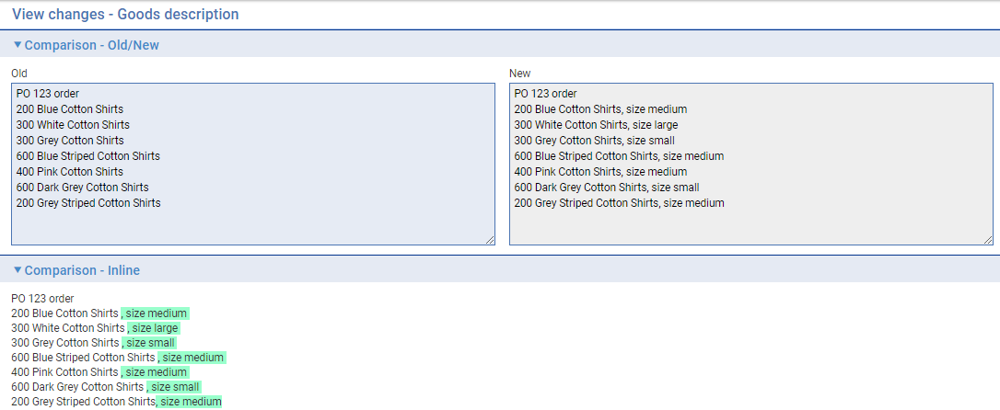 View changes - Goods description
Comparison - Old/New
Old
PO 123 order
200 Blue Cotton Shirts
300 White Cotton Shirts
300 Grey Cotton Shirts
600 Blue Striped Cotton Shirts
400 Pink Cotton Shirts
600 Dark Grey Cotton Shirts
200 Grey Striped Cotton Shirts
New
PO 123 order
200 Blue Cotton Shirts, size medium
300 White Cotton Shirts, size large
300 Grey Cotton Shirts, size small
600 Blue Striped Cotton Shirts, size medium
400 Pink Cotton Shirts, size medium
600 Dark Grey Cotton Shirts, size small
200 Grey Striped Cotton Shirts, size medium
Comparison - Inline
PO 123 order
200 Blue Cotton Shirts , size medium
300 White Cotton Shirts , size large
300 Grey Cotton Shirts , size small
600 Blue Striped Cotton Shirts , size medium
400 Pink Cotton Shirts , size medium
600 Dark Grey Cotton Shirts , size small
200 Grey Striped Cotton Shirts, size medium